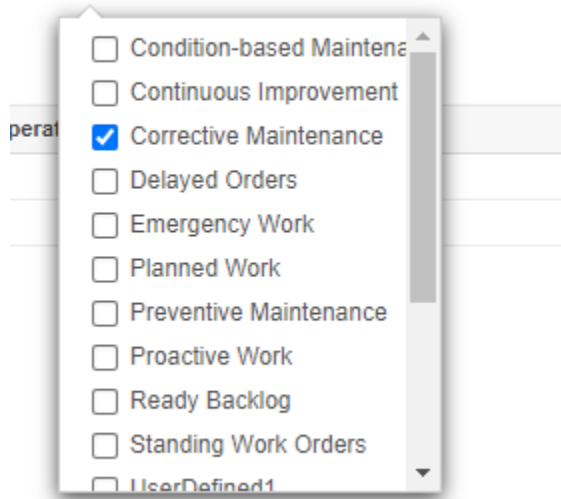 Condition-based Maintena
Continuous Improvement
perat
Corrective Maintenance
Delayed Orders
Emergency Work
Planned Work
Preventive Maintenance
Proactive Work
Ready Backlog
Standing Work Orders
UserDefined1